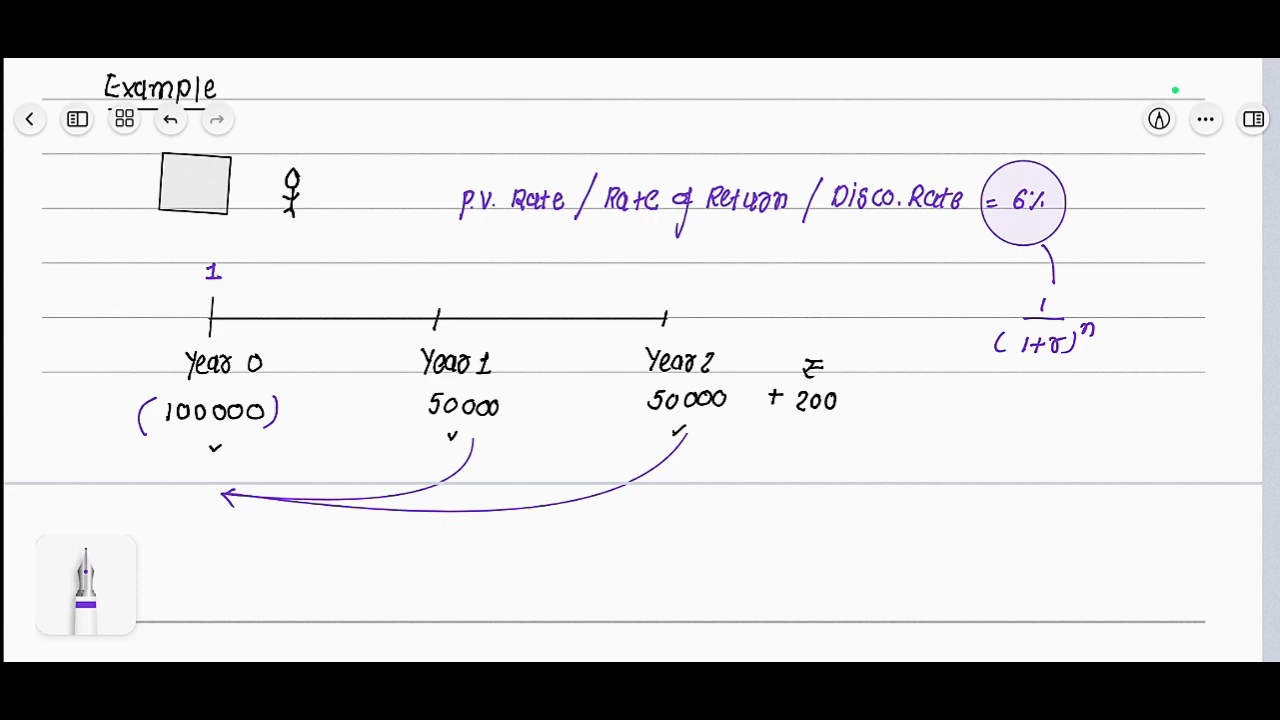 Example
P.V. Rate / Rate of Return / Disco. Rate = 6%
1
1
(1+r)^n
Year 0 Year 1 Year 2
(100000) 50000 50000 + 200